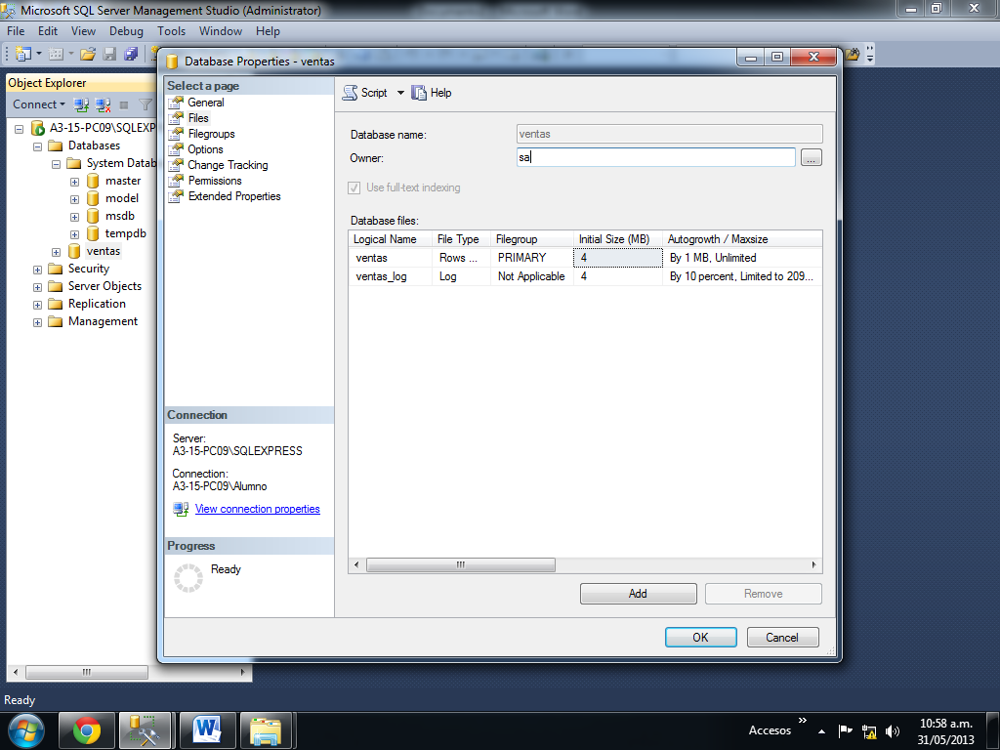 Microsoft SQL Server Management Studio (Administrator)
File Edit View Debug Tools Window Help
Object Explorer
Connect
A3-15-PC09\SQLEXP
Databases
System Datab
master
model
msdb
tempdb
ventas
Security
Server Objects
Replication
Management
Database Properties - ventas
Select a page
General
Files
Filegroups
Options
Change Tracking
Permissions
Extended Properties
Connection
Server:
A3-15-PC09\SQLEXPRESS
Connection:
A3-15-PC09\Alumno
View connection properties
Progress
Ready
Script Help
Database name: ventas
Owner: sa
...
Use full-text indexing
Database files:
Logical Name File Type Filegroup Initial Size (MB) Autogrowth / Maxsize
ventas Rows ... PRIMARY 4 By 1 MB, Unlimited
ventas_log Log Not Applicable 4 By 10 percent, Limited to 209...
Add Remove
OK Cancel
Ready
Accesos »
10:58 a.m.
31/05/2013